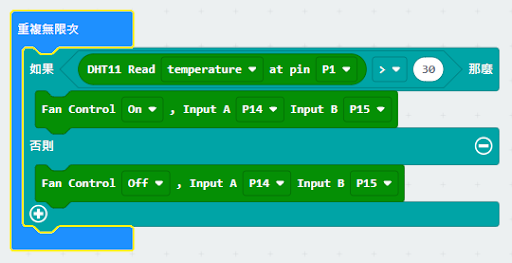 重複無限次
如果 DHT11 Read temperature at pin P1 > 30 那麼
Fan Control On , Input A P14 Input B P15
否則
Fan Control Off , Input A P14 Input B P15